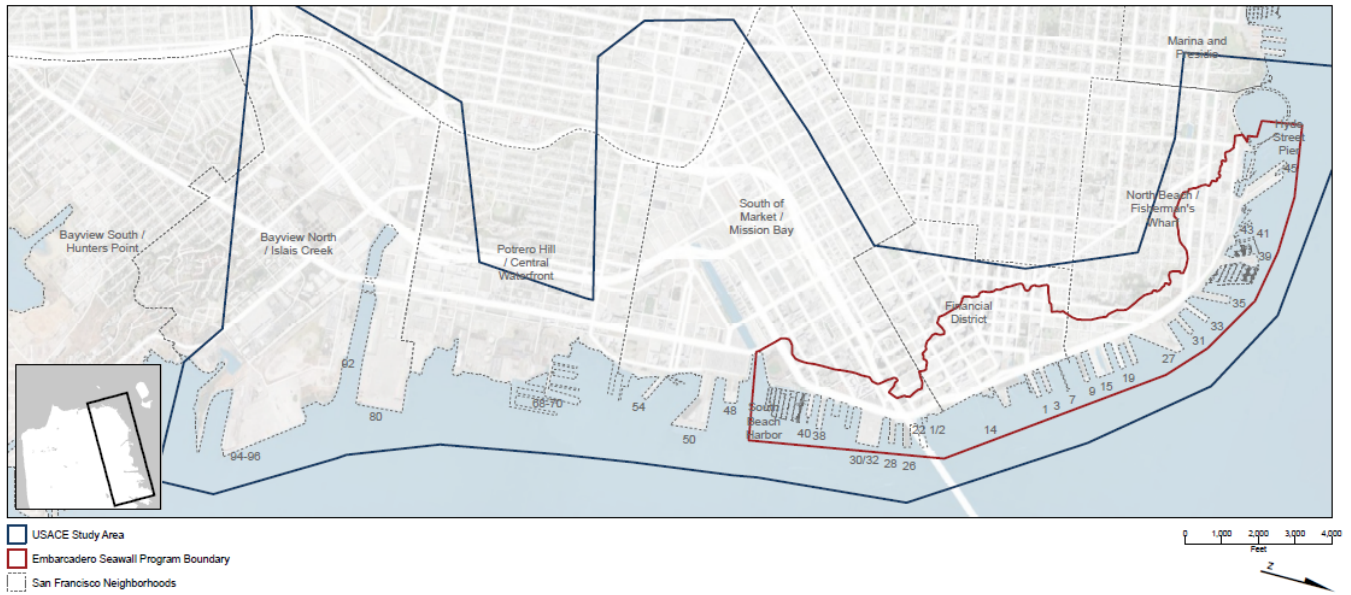 Marina and
Presidio
Hyde
Street
Pier
45
North Beach /
Fisherman's
Wharf
43
41
39
South of
Market /
Mission Bay
Bayview South /
Hunters Point
Bayview North
/ Islais Creek
Potrero Hill
/ Central
Waterfront
Financial
District
35
33
31
27
19
15
9
7
3
1
14
22 1/2
26
28
30/32
38
40
South
Beach
Harbor
48
50
54
68-70
80
92
94-96
USACE Study Area
Embarcadero Seawall Program Boundary
San Francisco Neighborhoods
0 1,000 2,000 3,000 4,000
Feet
Z